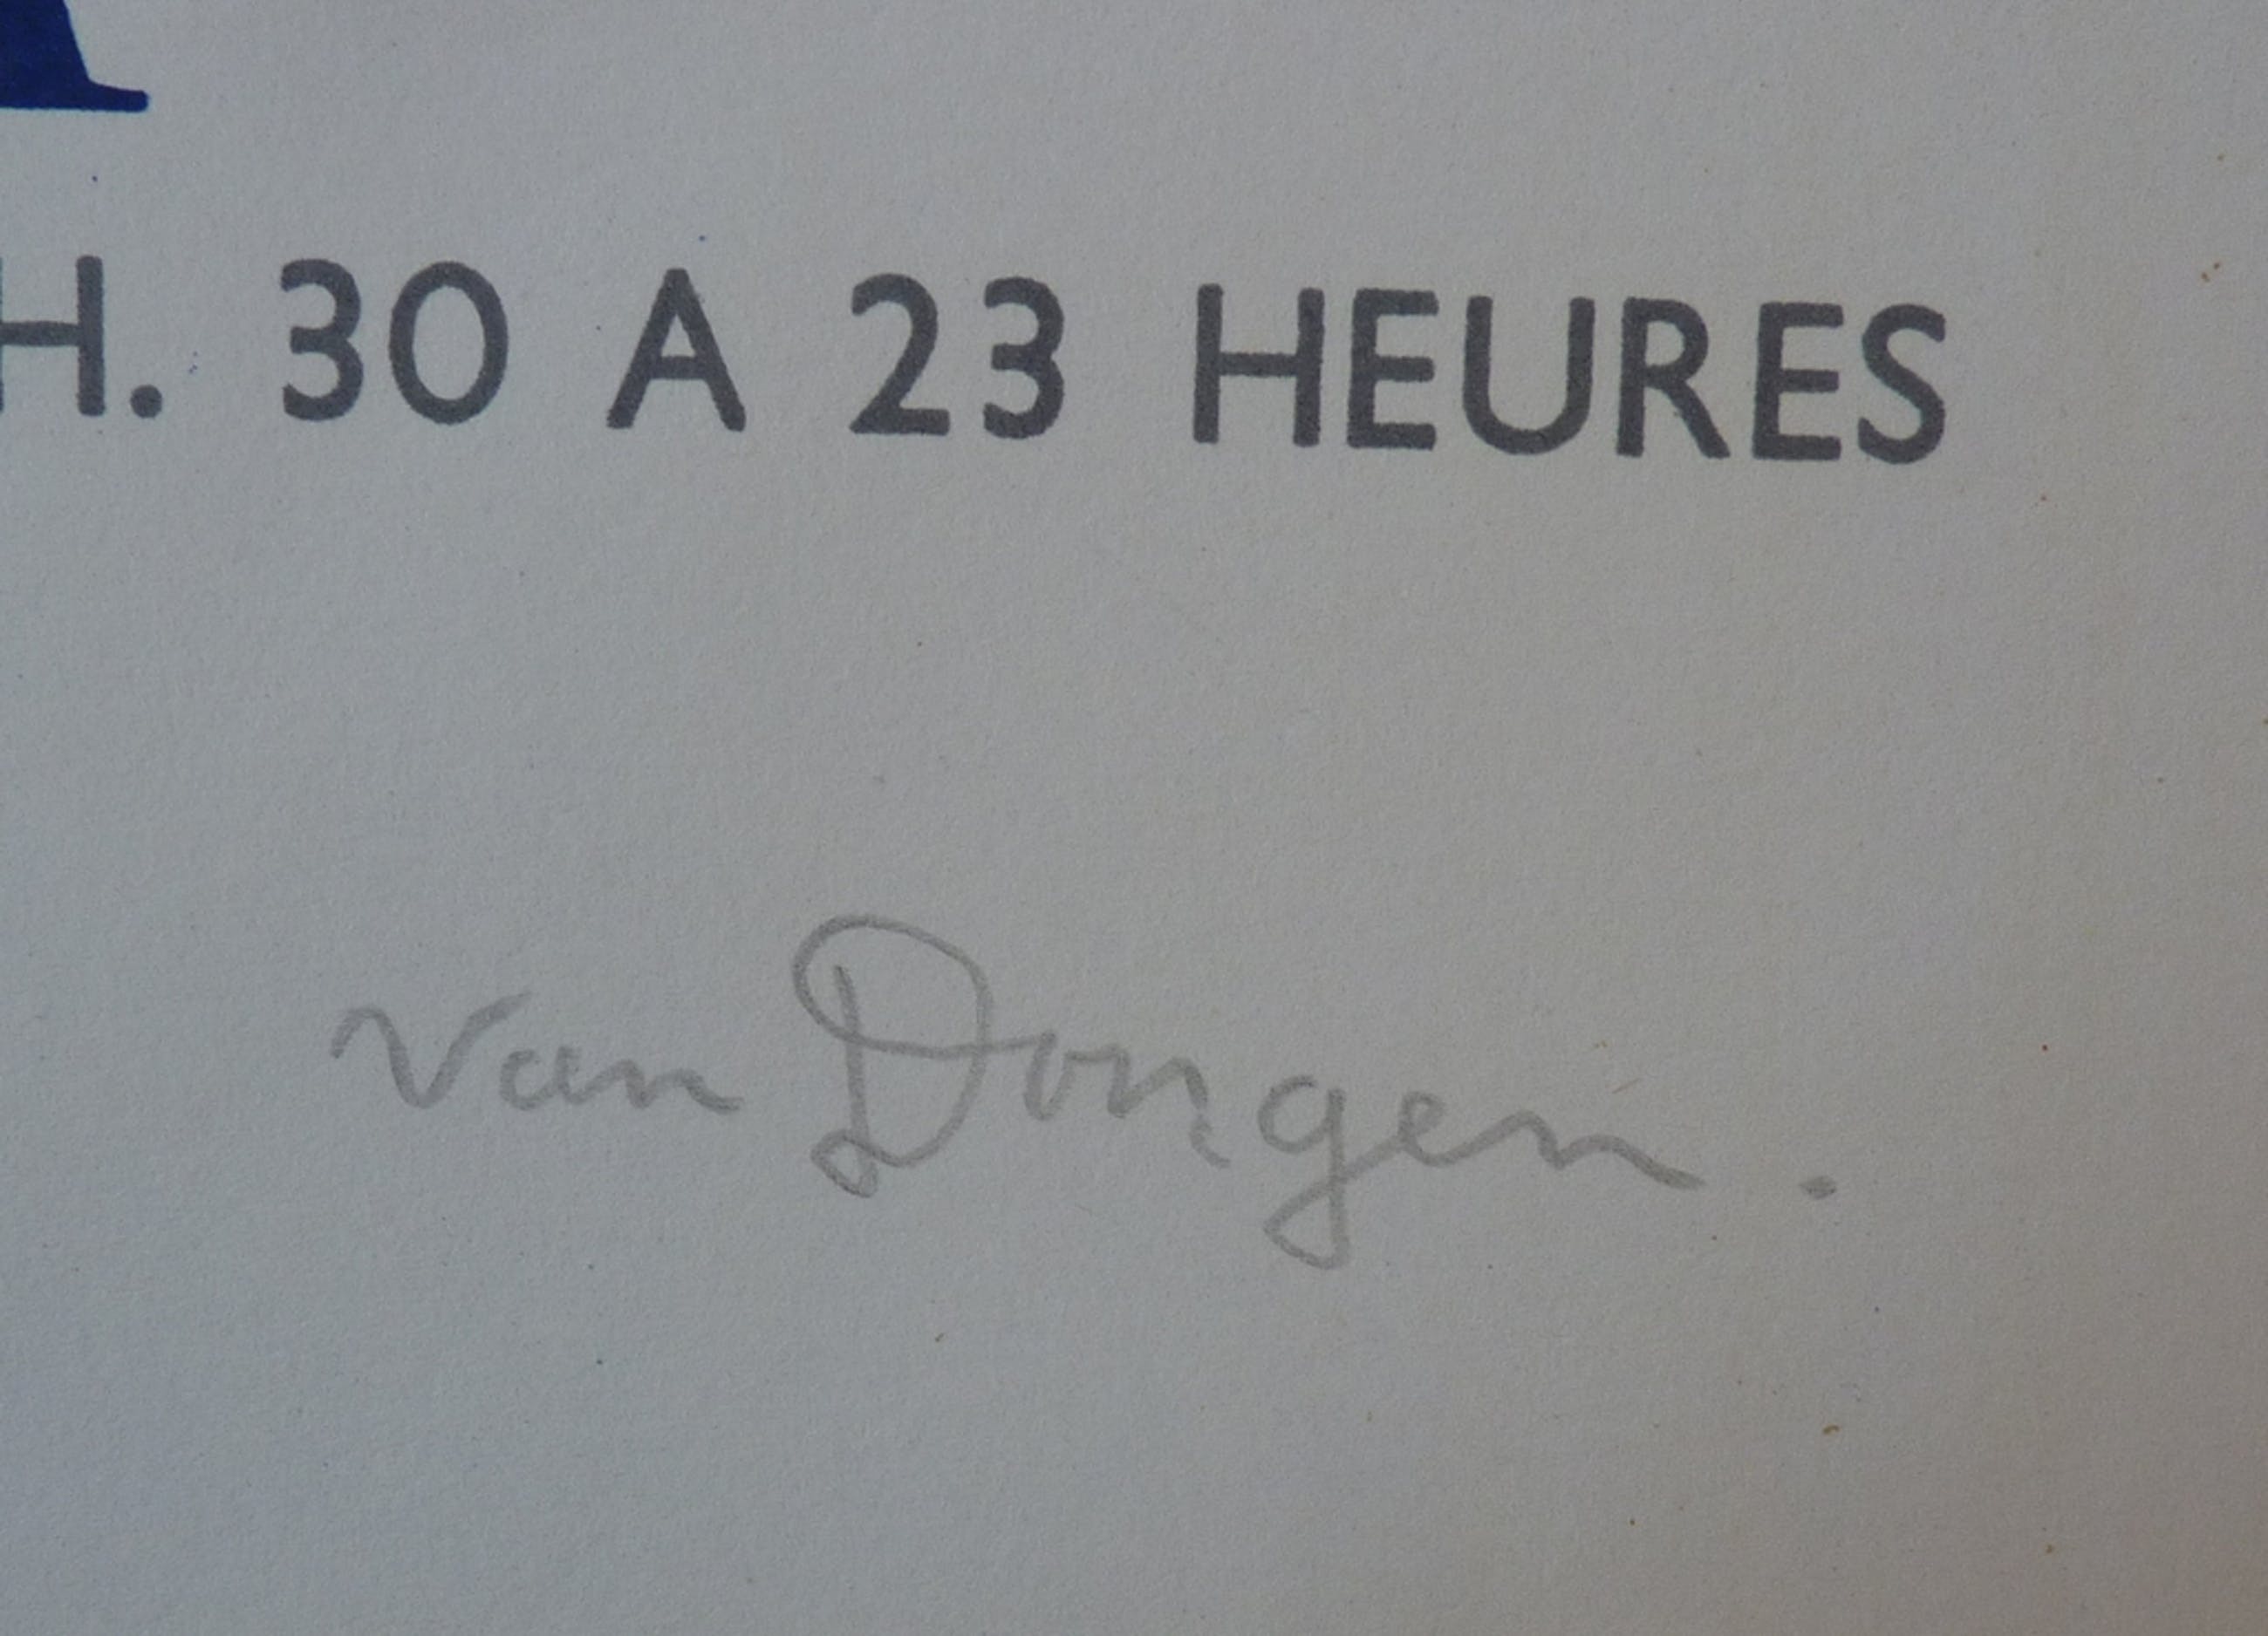 H. 30 A 23 HEURES
van Dongen.